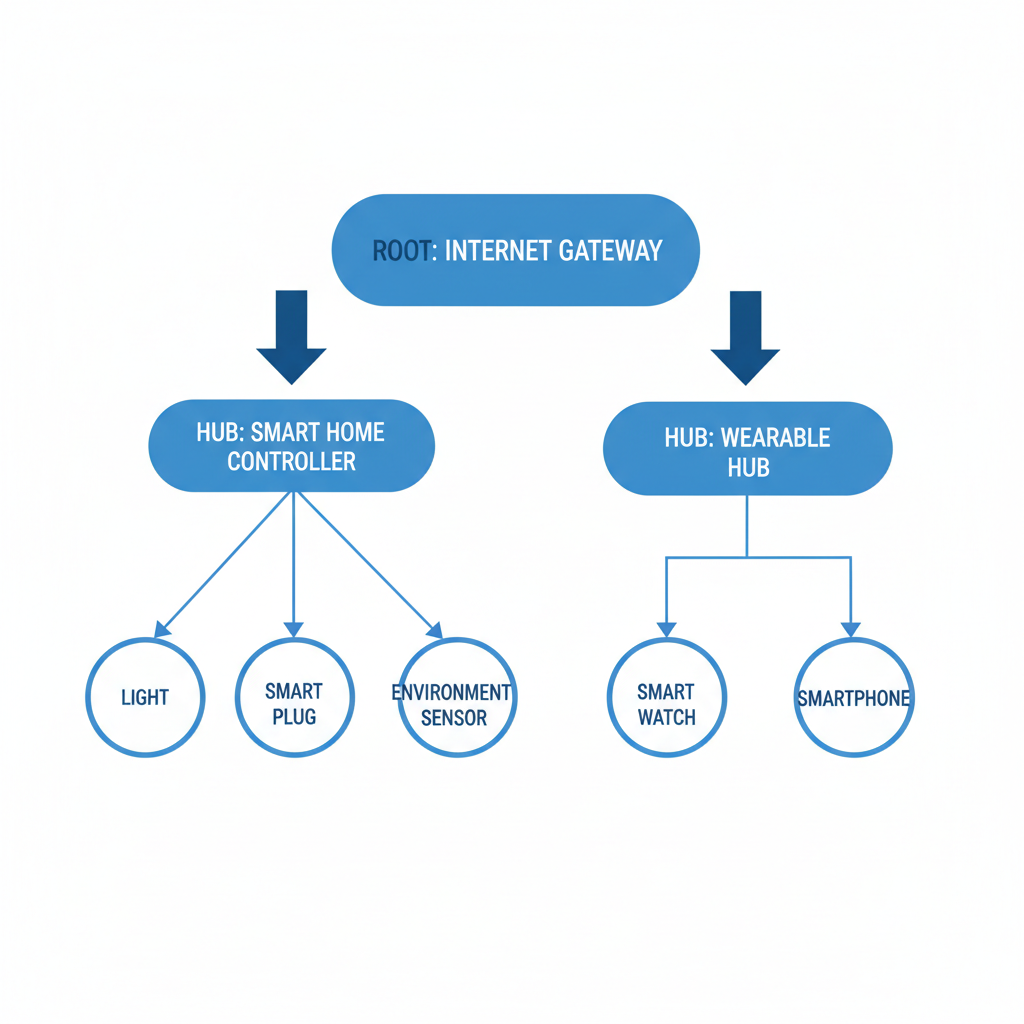 ROOT: INTERNET GATEWAY
HUB: SMART HOME
CONTROLLER
HUB: WEARABLE
HUB
LIGHT
SMART
PLUG
ENVIRONMENT
SENSOR
SMART
WATCH
SMARTPHONE